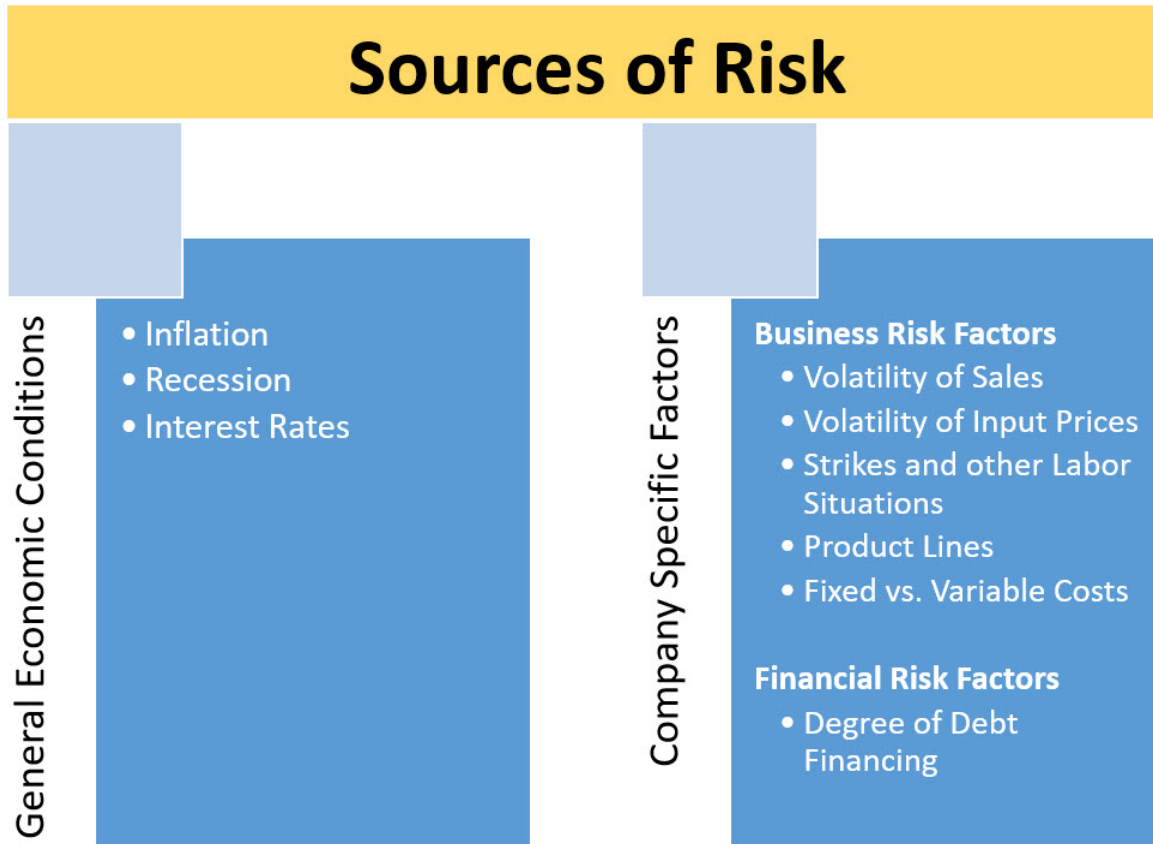 Sources of Risk
General Economic Conditions
• Inflation
• Recession
• Interest Rates
Company Specific Factors
Business Risk Factors
• Volatility of Sales
• Volatility of Input Prices
• Strikes and other Labor
Situations
• Product Lines
• Fixed vs. Variable Costs
Financial Risk Factors
• Degree of Debt
Financing